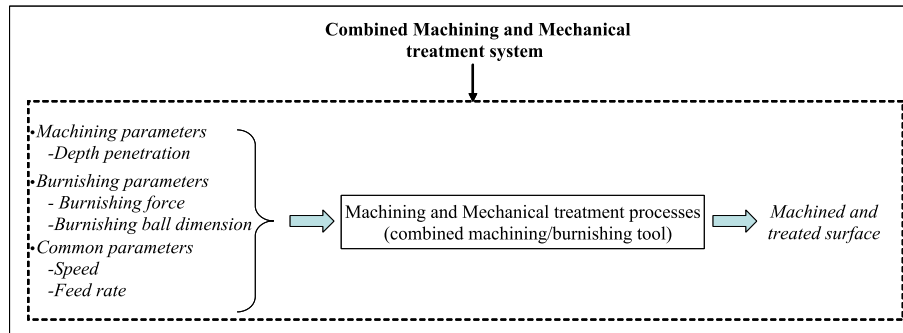 Combined Machining and Mechanical
treatment system
•Machining parameters
-Depth penetration
•Burnishing parameters
- Burnishing force
-Burnishing ball dimension
•Common parameters
-Speed
-Feed rate
Machining and Mechanical treatment processes
(combined machining/burnishing tool)
Machined and
treated surface